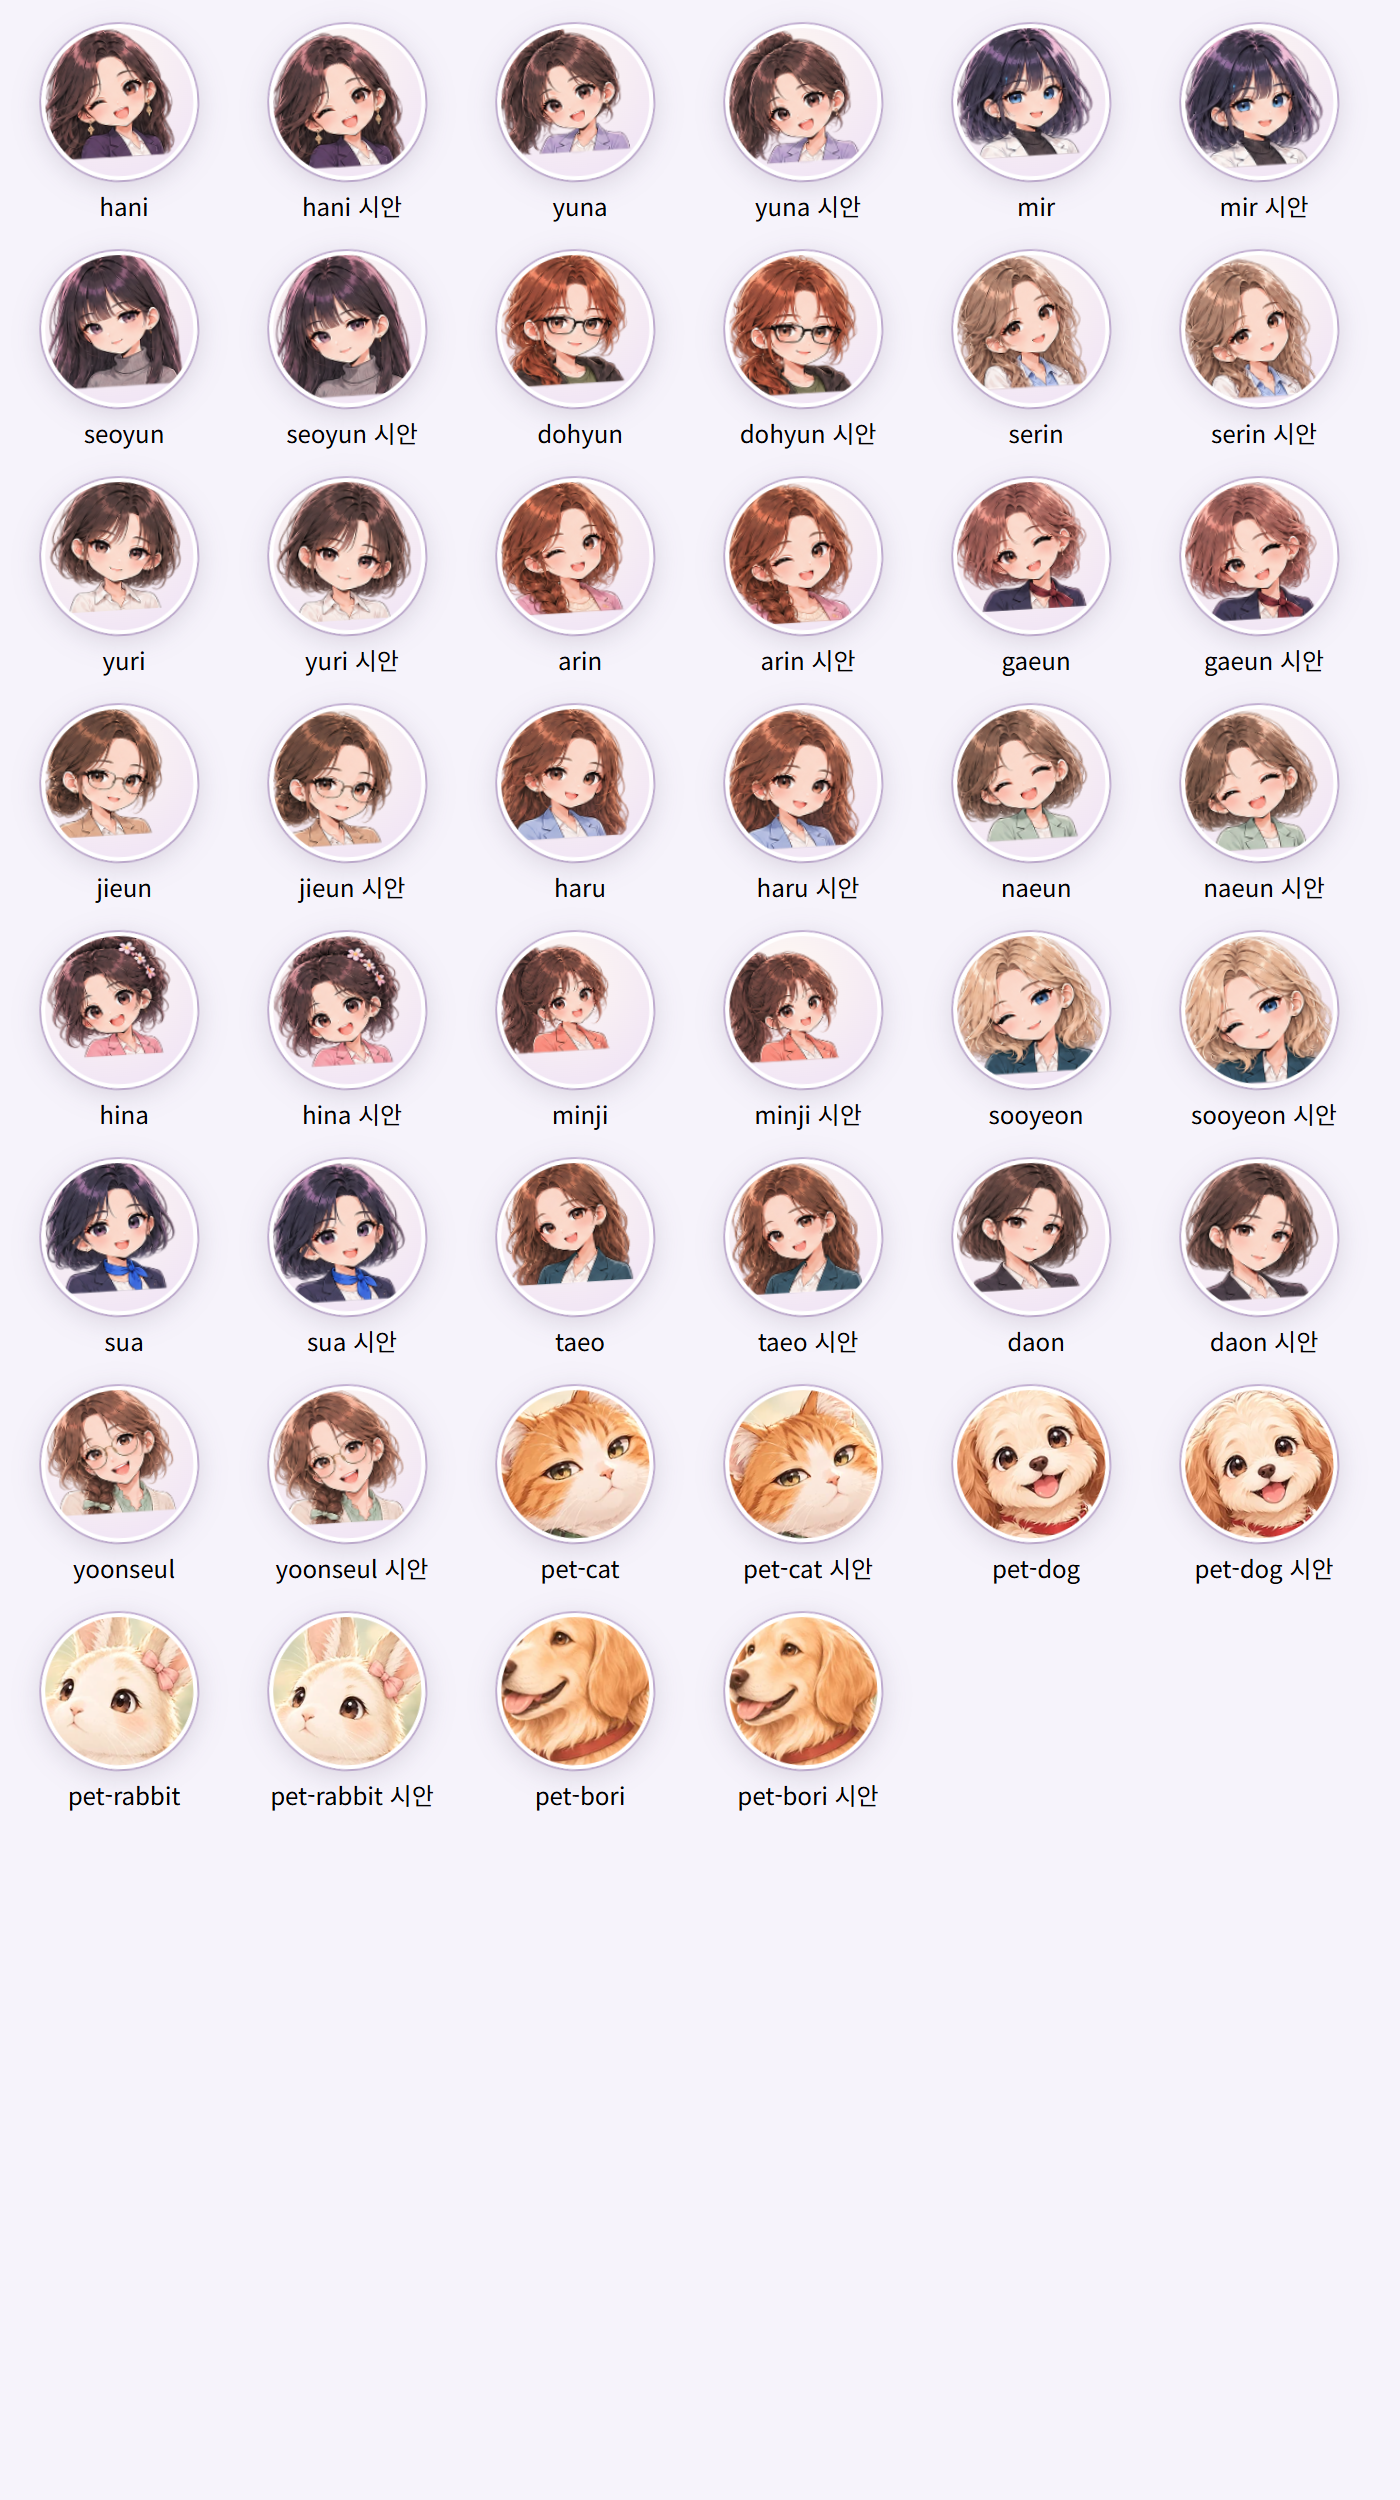 hani hani 시안 yuna yuna 시안 mir mir 시안
seoyun seoyun 시안 dohyun dohyun 시안 serin serin 시안
yuri yuri 시안 arin arin 시안 gaeun gaeun 시안
jieun jieun 시안 haru haru 시안 naeun naeun 시안
hina hina 시안 minji minji 시안 sooyeon sooyeon 시안
sua sua 시안 taeo taeo 시안 daon daon 시안
yoonseul yoonseul 시안 pet-cat pet-cat 시안 pet-dog pet-dog 시안
pet-rabbit pet-rabbit 시안 pet-bori pet-bori 시안